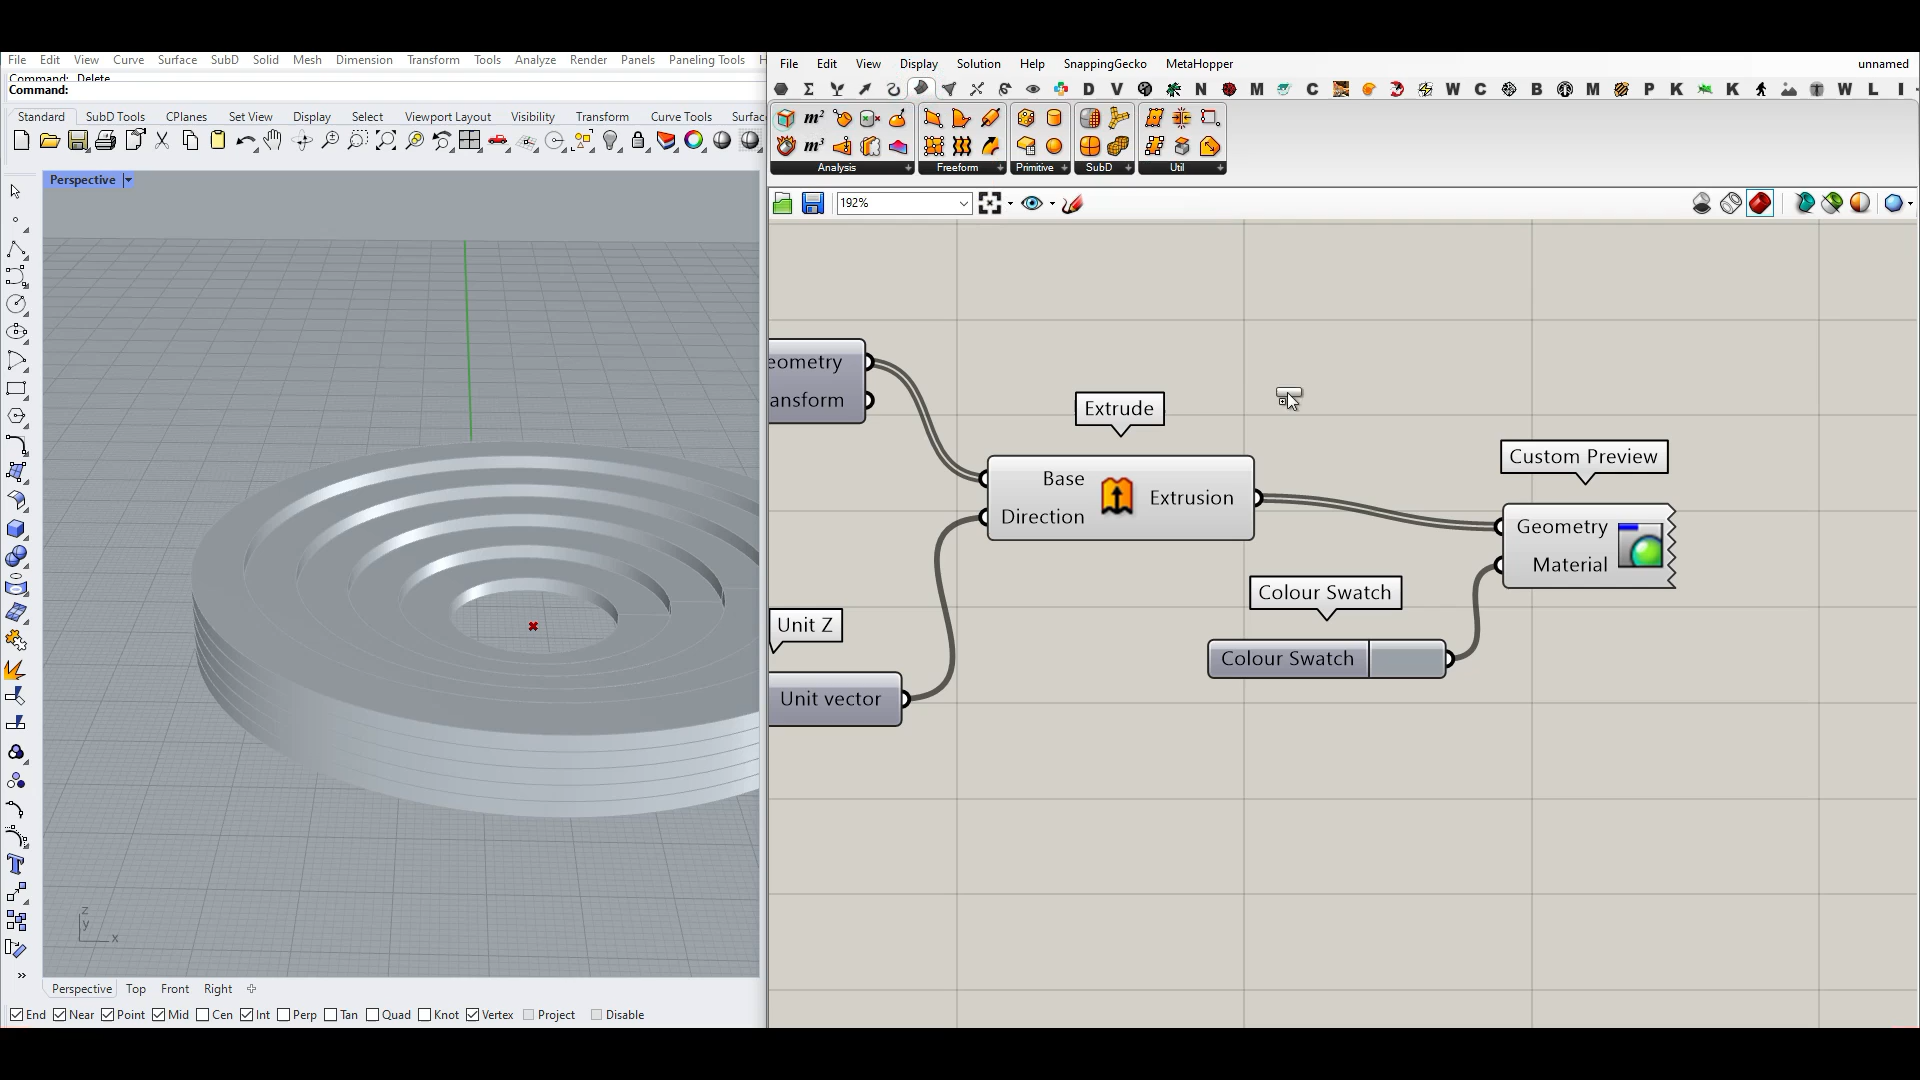 File Edit View Curve Surface SubD Solid Mesh Dimension Transform Tools Analyze Render Panels Paneling Tools
Command: Delete
Command:
Standard SubD Tools CPlanes Set View Display Select Viewport Layout Visibility Transform Curve Tools Surfac
Perspective
z
y
x
Perspective Top Front Right
End Near Point Mid Cen Int Perp Tan Quad Knot Vertex Project Disable
File Edit View Display Solution Help SnappingGecko MetaHopper unnamed
D V N M C W C B M P K K W L I
m²
m³
Analysis Freeform Primitive SubD Util
192%
eometry
ansform
Extrude
Base
Direction
Extrusion
Custom Preview
Geometry
Material
Colour Swatch
Colour Swatch
Unit Z
Unit vector